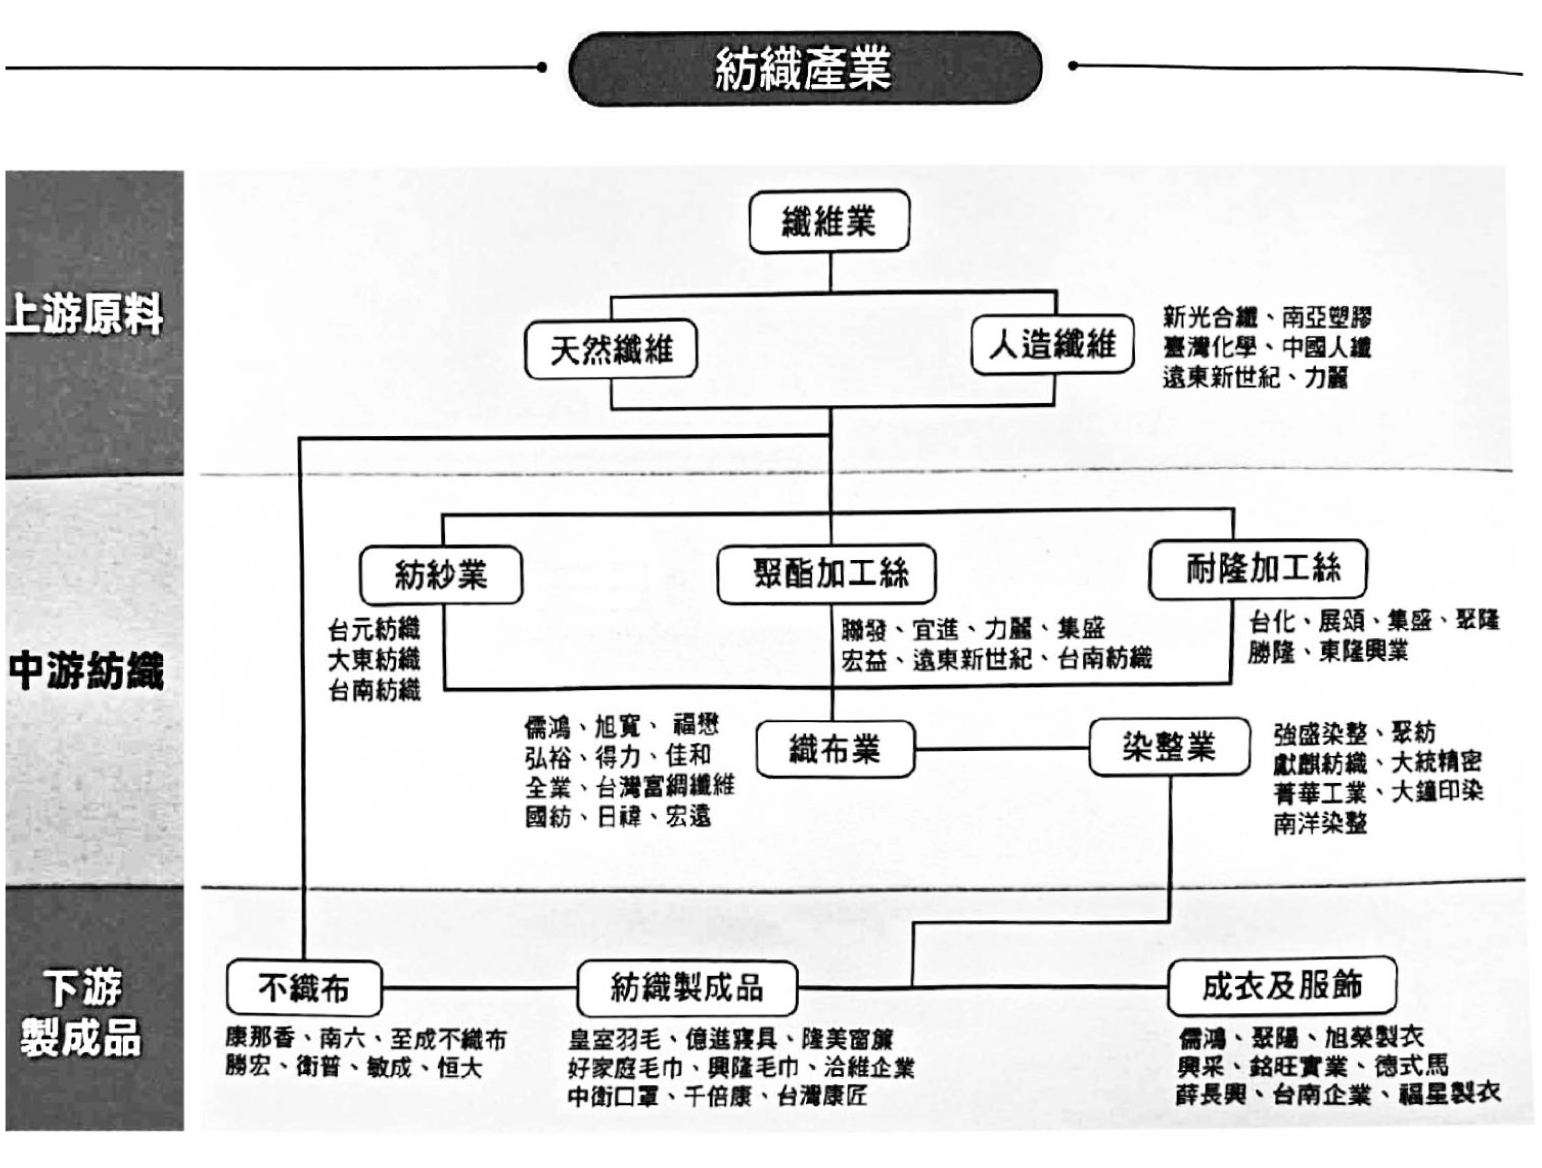 紡織產業
上游原料
纖維業
天然纖維
人造纖維
新光合纖、南亞塑膠
臺灣化學、中國人纖
遠東新世紀、力麗
中游紡織
紡紗業
台元紡織
大東紡織
台南紡織
聚酯加工絲
聯發、宜進、力麗、集盛
宏益、遠東新世紀、台南紡織
耐隆加工絲
台化、展頌、集盛、聚隆
勝隆、東隆興業
儒鴻、旭寬、福懋
弘裕、得力、佳和
全業、台灣富綢纖維
國紡、日禕、宏遠
織布業
染整業
強盛染整、聚紡
獻麒紡織、大統精密
菁華工業、大鐘印染
南洋染整
下游
製成品
不織布
康那香、南六、至成不織布
勝宏、衛普、敏成、恒大
紡織製成品
皇室羽毛、億進寢具、隆美窗簾
好家庭毛巾、興隆毛巾、洽維企業
中衛口罩、千倍康、台灣康匠
成衣及服飾
儒鴻、聚陽、旭榮製衣
興采、銘旺實業、德式馬
薛長興、台南企業、福星製衣